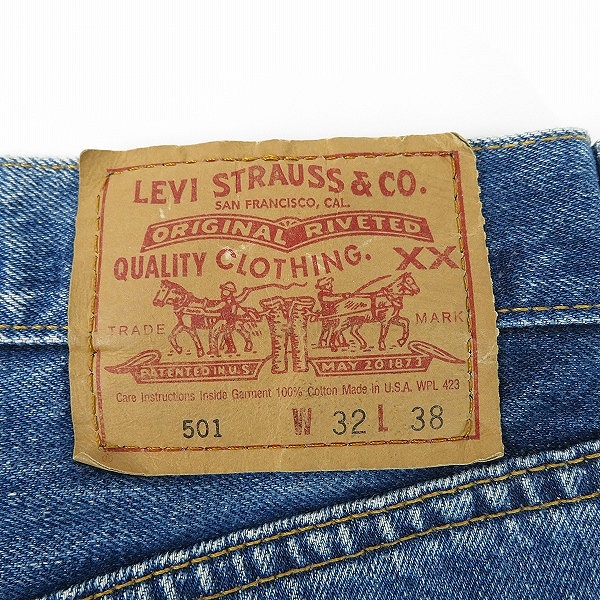 LEVI STRAUSS & CO.
SAN FRANCISCO, CAL.
ORIGINAL RIVETED
QUALITY CLOTHING. XX
TRADE MARK
PATENTED IN U.S. MAY 20 1873
Care Instructions Inside Garment 100% Cotton Made in U.S.A. WPL 423
501 W 32 L 38